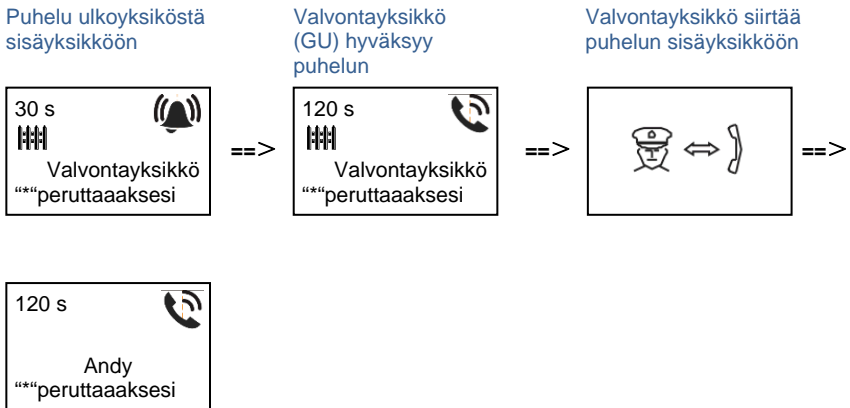 Puhelu ulkoyksiköstä
sisäyksikköön
Valvontayksikkö
(GU) hyväksyy
puhelun
Valvontayksikkö siirtää
puhelun sisäyksikköön
30 s
Valvontayksikkö
“*“peruttaaaksesi
==>
120 s
Valvontayksikkö
“*“peruttaaaksesi
==>
==>
120 s
Andy
“*“peruttaaaksesi